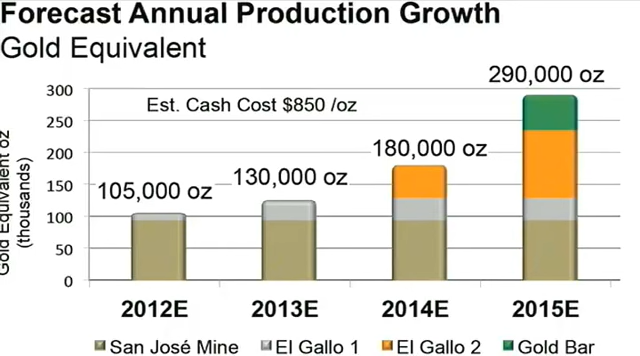 Forecast Annual Production Growth
Gold Equivalent
Gold Equivalent oz
(thousands)
300
250
200
150
100
50
0
Est. Cash Cost $850 /oz
105,000 oz
130,000 oz
180,000 oz
290,000 oz
2012E 2013E 2014E 2015E
San José Mine El Gallo 1 El Gallo 2 Gold Bar